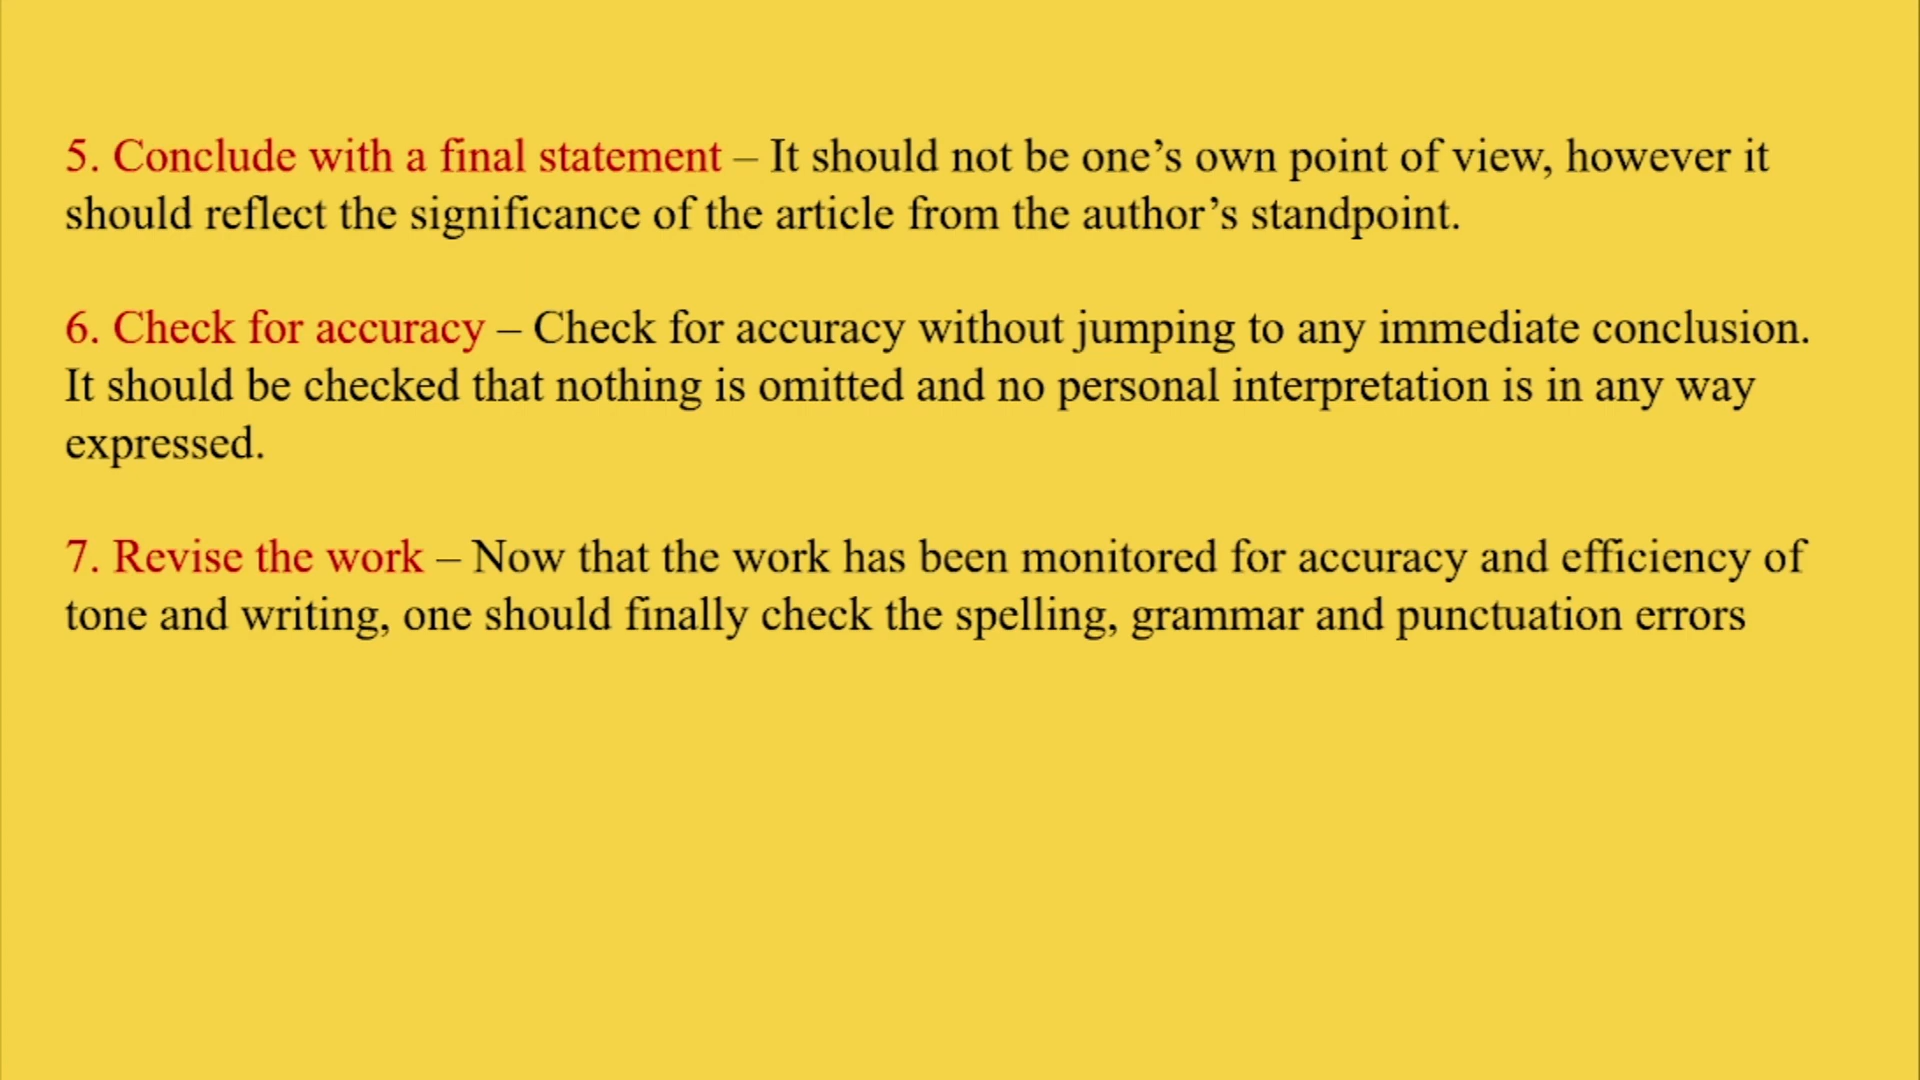 5. Conclude with a final statement – It should not be one’s own point of view, however it
should reflect the significance of the article from the author’s standpoint.
6. Check for accuracy – Check for accuracy without jumping to any immediate conclusion.
It should be checked that nothing is omitted and no personal interpretation is in any way
expressed.
7. Revise the work – Now that the work has been monitored for accuracy and efficiency of
tone and writing, one should finally check the spelling, grammar and punctuation errors